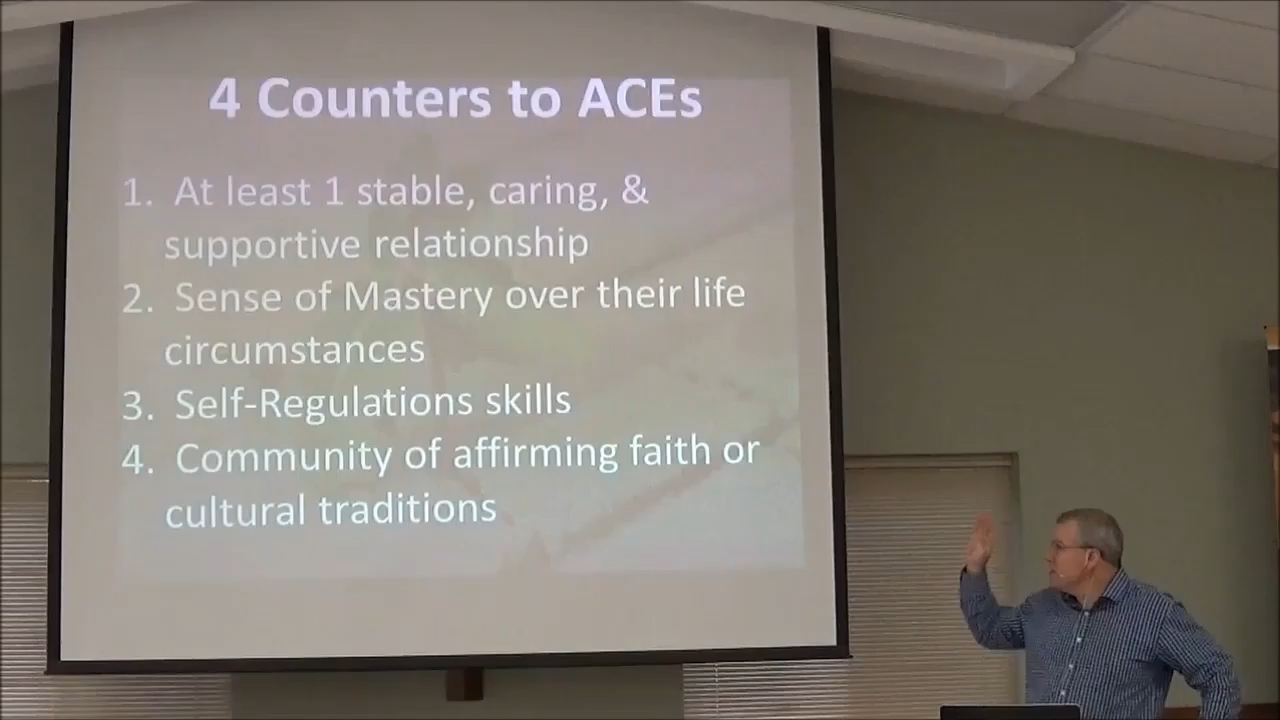 4 Counters to ACEs
1. At least 1 stable, caring, &
supportive relationship
2. Sense of Mastery over their life
circumstances
3. Self-Regulations skills
4. Community of affirming faith or
cultural traditions